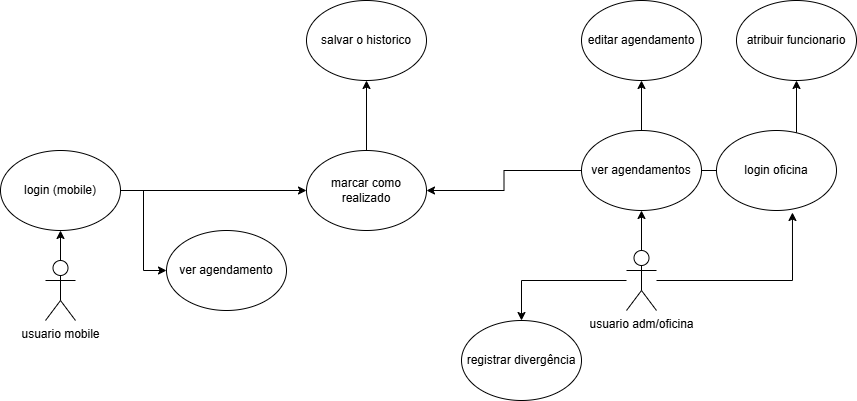 salvar o historico
editar agendamento
atribuir funcionario
login (mobile)
marcar como
realizado
ver agendamentos
login oficina
ver agendamento
usuario mobile
usuario adm/oficina
registrar divergência